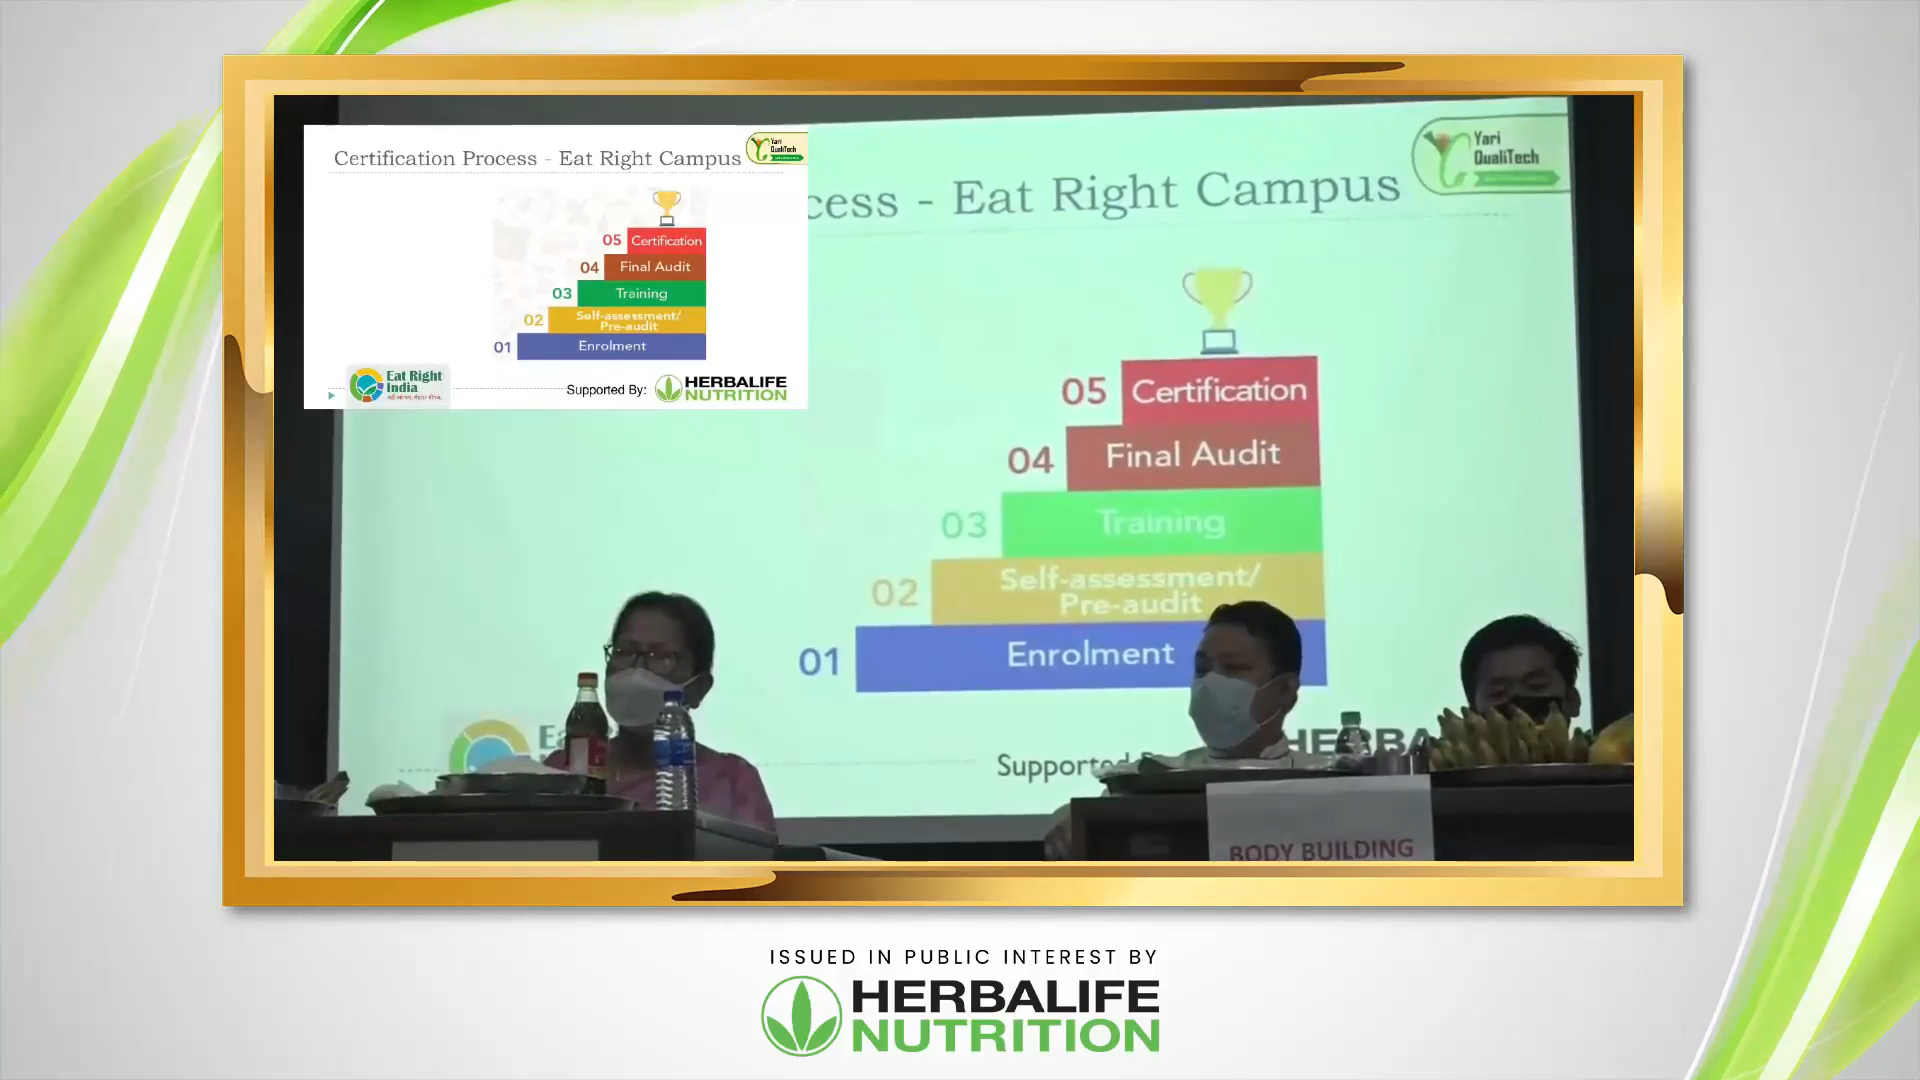 Certification Process - Eat Right Campus
Yari
QualiTech
05 Certification
04 Final Audit
03 Training
02 Self-assessment/
Pre-audit
01 Enrolment
Eat Right
India
Supported By:
HERBALIFE
NUTRITION
cess - Eat Right Campus
Yari
QualiTech
05 Certification
04 Final Audit
03 Training
02 Self-assessment/
Pre-audit
01 Enrolment
Supported
HERBA
BODY BUILDING
ISSUED IN PUBLIC INTEREST BY
HERBALIFE
NUTRITION